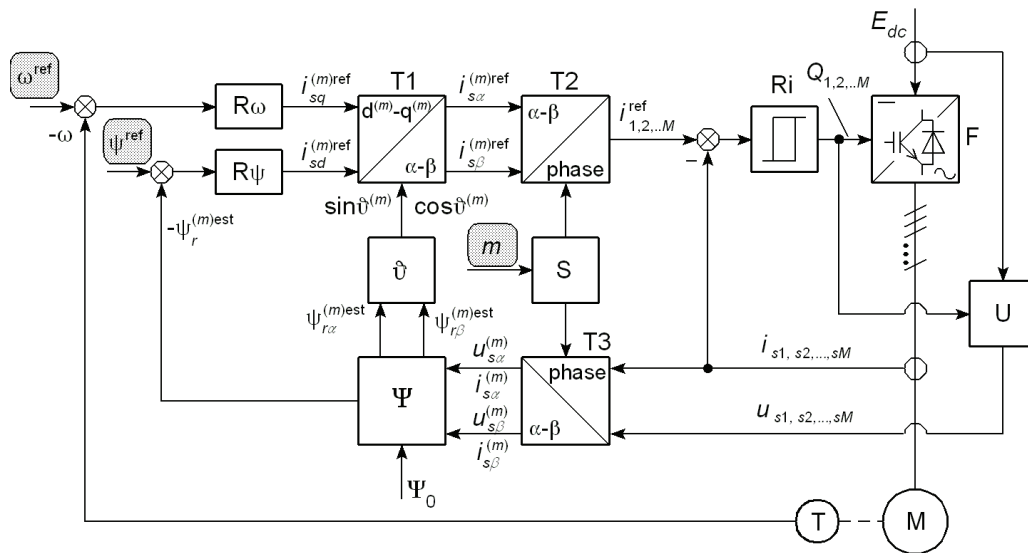 E_dc
ω^ref
-ω
Rω
i_sq^(m)ref
T1
d^(m)-q^(m)
α-β
i_sα^(m)ref
T2
α-β
phase
i_1,2,..M^ref
-
Ri
Q_1,2,..M
F
ψ^ref
Rψ
i_sd^(m)ref
i_sβ^(m)ref
-ψ_r^(m)est
sinϑ^(m)
cosϑ^(m)
ϑ
m
S
U
ψ_rα^(m)est
ψ_rβ^(m)est
Ψ
u_sα^(m)
i_sα^(m)
u_sβ^(m)
i_sβ^(m)
T3
phase
α-β
i_s1, s2,...,sM
u_s1, s2,...,sM
Ψ_0
T
M